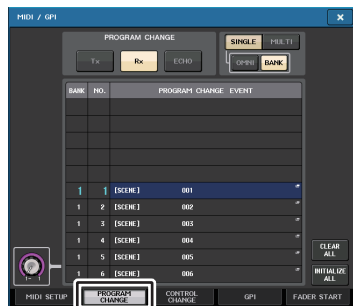 MIDI / GPI
PROGRAM CHANGE
Tx Rx ECHO
SINGLE MULTI
OMNI BANK
BANK NO. PROGRAM CHANGE EVENT
1 1 [SCENE] 001
1 2 [SCENE] 002
1 3 [SCENE] 003
1 4 [SCENE] 004
1 5 [SCENE] 005
1 6 [SCENE] 006
CLEAR ALL
INITIALIZE ALL
1- 1
MIDI SETUP PROGRAM CHANGE CONTROL CHANGE GPI FADER START